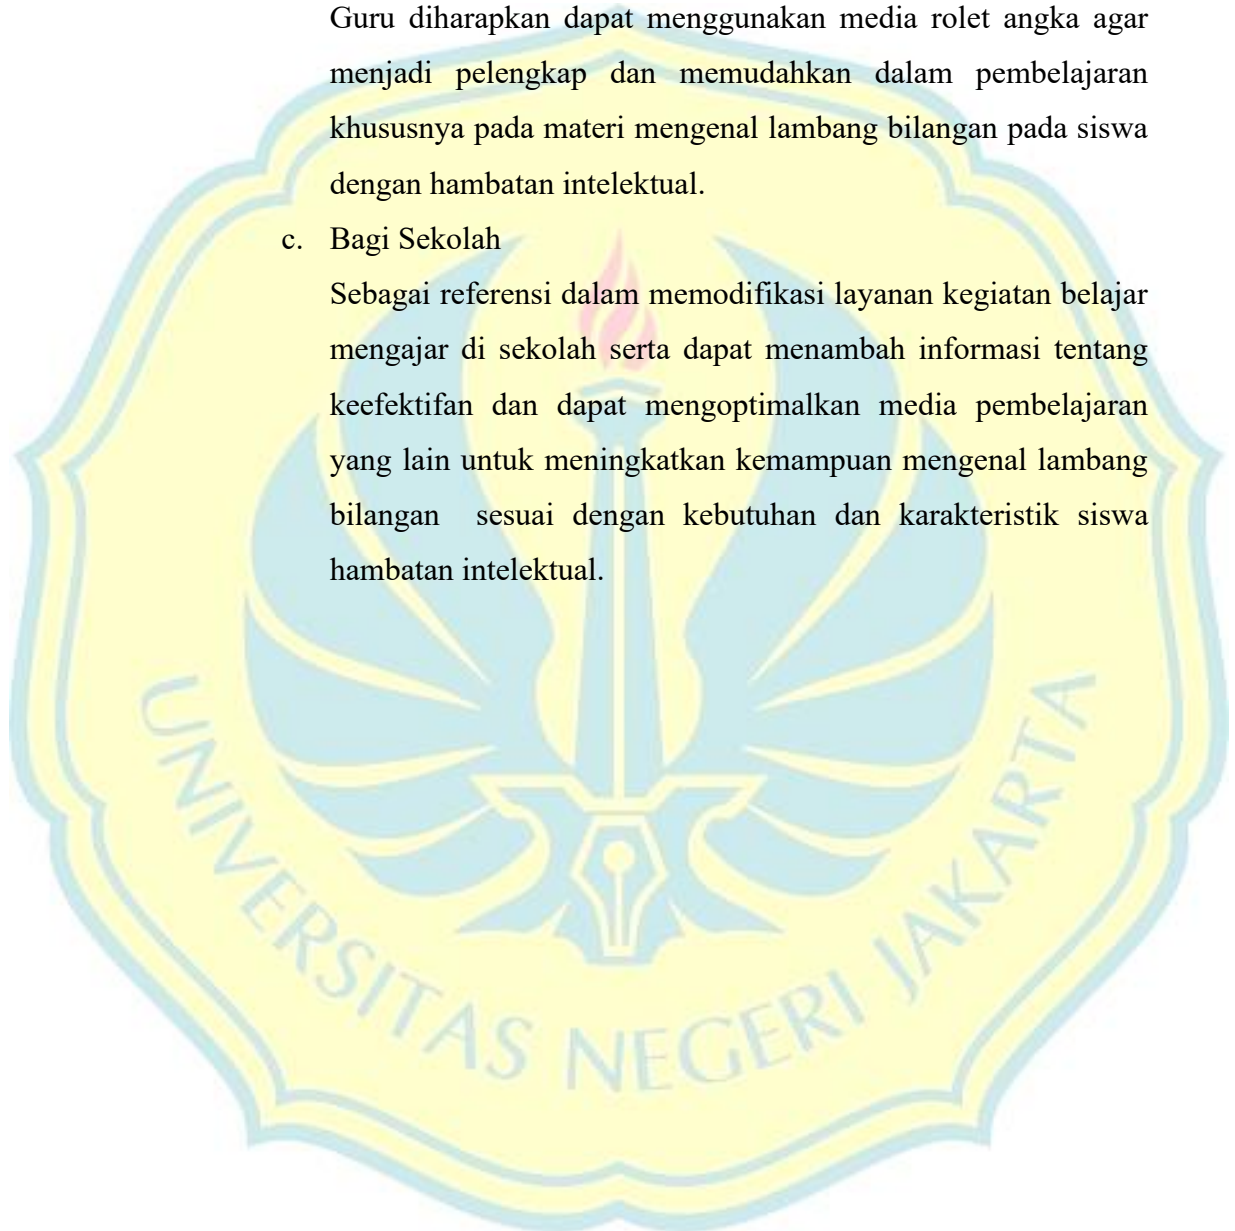 Guru diharapkan dapat menggunakan media rolet angka agar
menjadi pelengkap dan memudahkan dalam pembelajaran
khususnya pada materi mengenal lambang bilangan pada siswa
dengan hambatan intelektual.
c. Bagi Sekolah
Sebagai referensi dalam memodifikasi layanan kegiatan belajar
mengajar di sekolah serta dapat menambah informasi tentang
keefektifan dan dapat mengoptimalkan media pembelajaran
yang lain untuk meningkatkan kemampuan mengenal lambang
bilangan sesuai dengan kebutuhan dan karakteristik siswa
hambatan intelektual.
UNIVERSITAS NEGERI JAKARTA